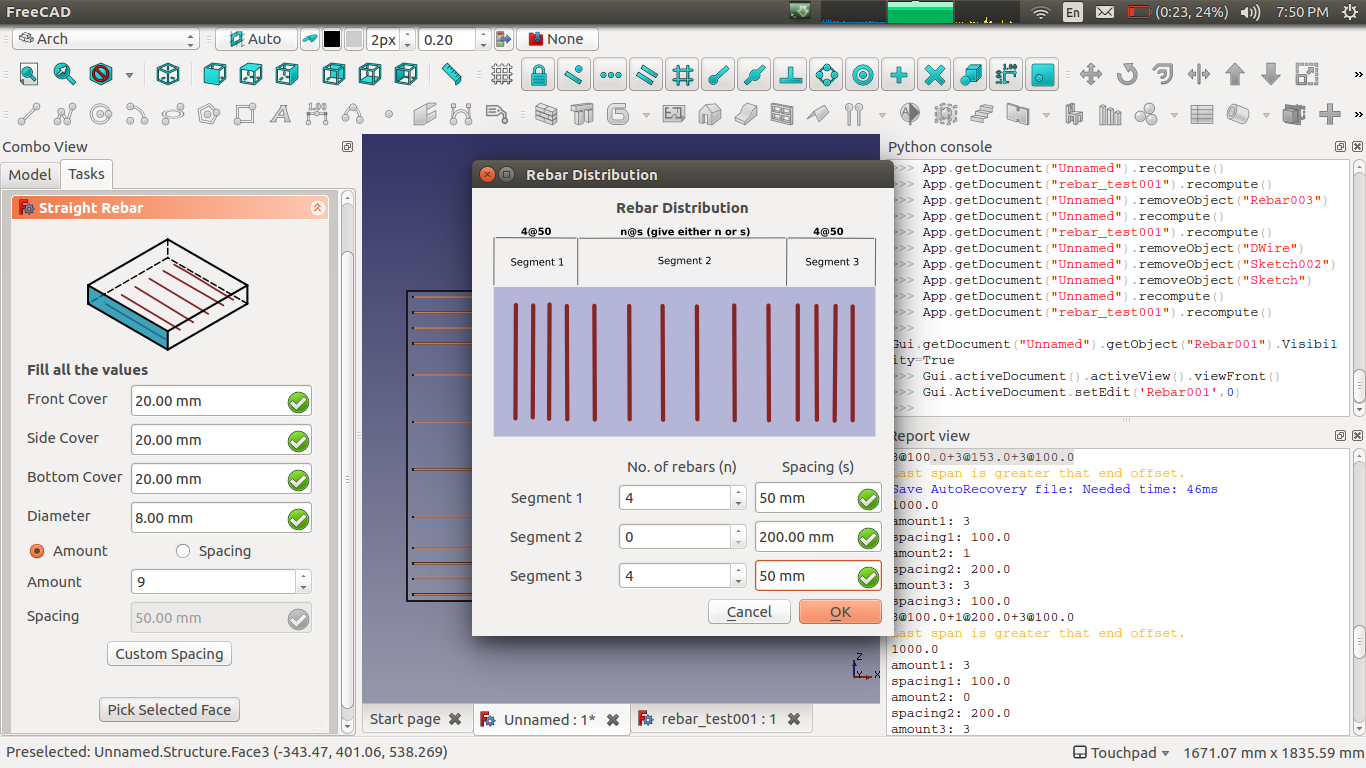 FreeCAD
En
(0:23, 24%)
7:50 PM
Arch
Auto
2px
0.20
None
Combo View
Model
Tasks
Straight Rebar
Fill all the values
Front Cover
20.00 mm
Side Cover
20.00 mm
Bottom Cover
20.00 mm
Diameter
8.00 mm
Amount
Spacing
Amount
9
Spacing
50.00 mm
Custom Spacing
Pick Selected Face
Rebar Distribution
Rebar Distribution
4@50
n@s (give either n or s)
4@50
Segment 1
Segment 2
Segment 3
No. of rebars (n)
Spacing (s)
Segment 1
4
50 mm
Segment 2
0
200.00 mm
Segment 3
4
50 mm
Cancel
OK
Z
Y
X
Start page
Unnamed : 1*
rebar_test001 : 1
Python console
>>> App.getDocument("Unnamed").recompute()
>>> App.getDocument("rebar_test001").recompute()
>>> App.getDocument("Unnamed").removeObject("Rebar003")
>>> App.getDocument("Unnamed").recompute()
>>> App.getDocument("rebar_test001").recompute()
>>> App.getDocument("Unnamed").removeObject("DWire")
>>> App.getDocument("Unnamed").removeObject("Sketch002")
>>> App.getDocument("Unnamed").removeObject("Sketch")
>>> App.getDocument("Unnamed").recompute()
>>> App.getDocument("rebar_test001").recompute()
>>>
Gui.getDocument("Unnamed").getObject("Rebar001").Visibil
ity=True
>>> Gui.activeDocument().activeView().viewFront()
>>> Gui.ActiveDocument.setEdit('Rebar001',0)
>>>
Report view
3@100.0+3@153.0+3@100.0
Last span is greater that end offset.
Save AutoRecovery file: Needed time: 46ms
1000.0
amount1: 3
spacing1: 100.0
amount2: 1
spacing2: 200.0
amount3: 3
spacing3: 100.0
3@100.0+1@200.0+3@100.0
Last span is greater that end offset.
1000.0
amount1: 3
spacing1: 100.0
amount2: 0
spacing2: 200.0
amount3: 3
Preselected: Unnamed.Structure.Face3 (-343.47, 401.06, 538.269)
Touchpad
1671.07 mm x 1835.59 mm